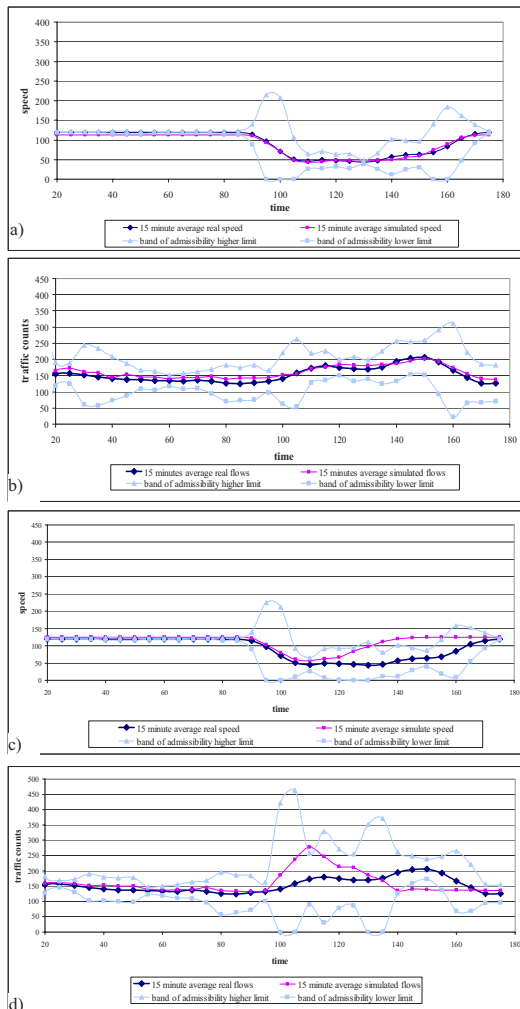 400
350
300
250
200
150
100
50
0
speed
20 40 60 80 100 120 140 160 180
time
15 minute average real speed 15 minute average simulated speed
band of admissibility higher limit band of admissibility lower limit
a)
450
400
350
300
250
200
150
100
50
0
traffic counts
20 40 60 80 100 120 140 160 180
time
15 minutes average real flows 15 minutes average simulated flows
band of admissibility higher limit band of admissibility lower limit
b)
450
400
350
300
250
200
150
100
50
0
speed
20 40 60 80 100 120 140 160 180
time
15 minute average real speed 15 minute average simulate speed
band of admissibility higher limit band of admissibility lower limit
c)
500
450
400
350
300
250
200
150
100
50
0
traffic counts
20 40 60 80 100 120 140 160 180
time
15 minute average real flows 15 minute average simulated flows
band of admissibility higher limit band of admissibility lower limit
d)